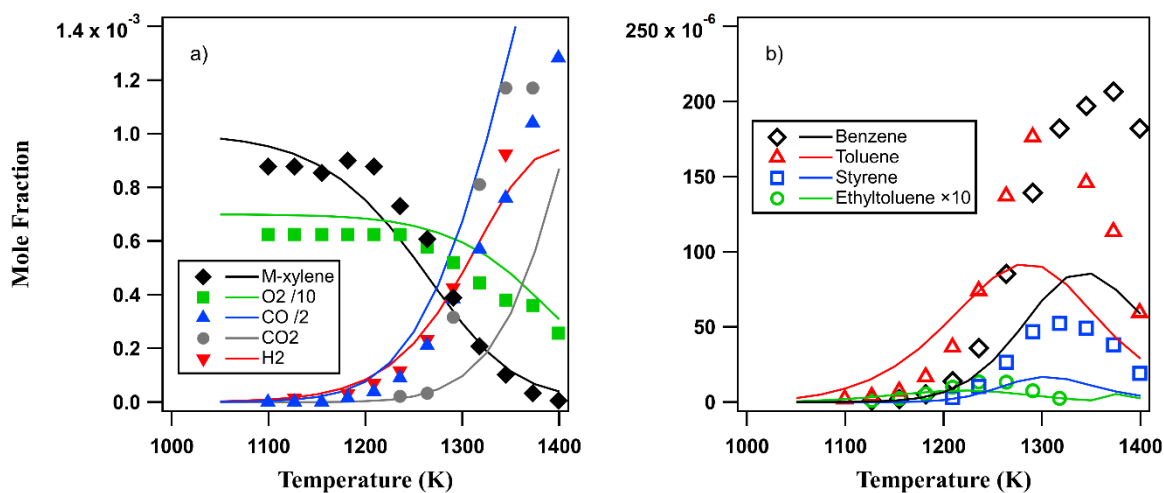 1.4 x 10-3
a)
1.2
1.0
0.8
0.6
0.4
0.2
0.0
Mole Fraction
M-xylene
O2 /10
CO /2
CO2
H2
1000
1100
1200
1300
1400
Temperature (K)
250 x 10-6
b)
200
150
100
50
0
Benzene
Toluene
Styrene
Ethyltoluene ×10
1000
1100
1200
1300
1400
Temperature (K)